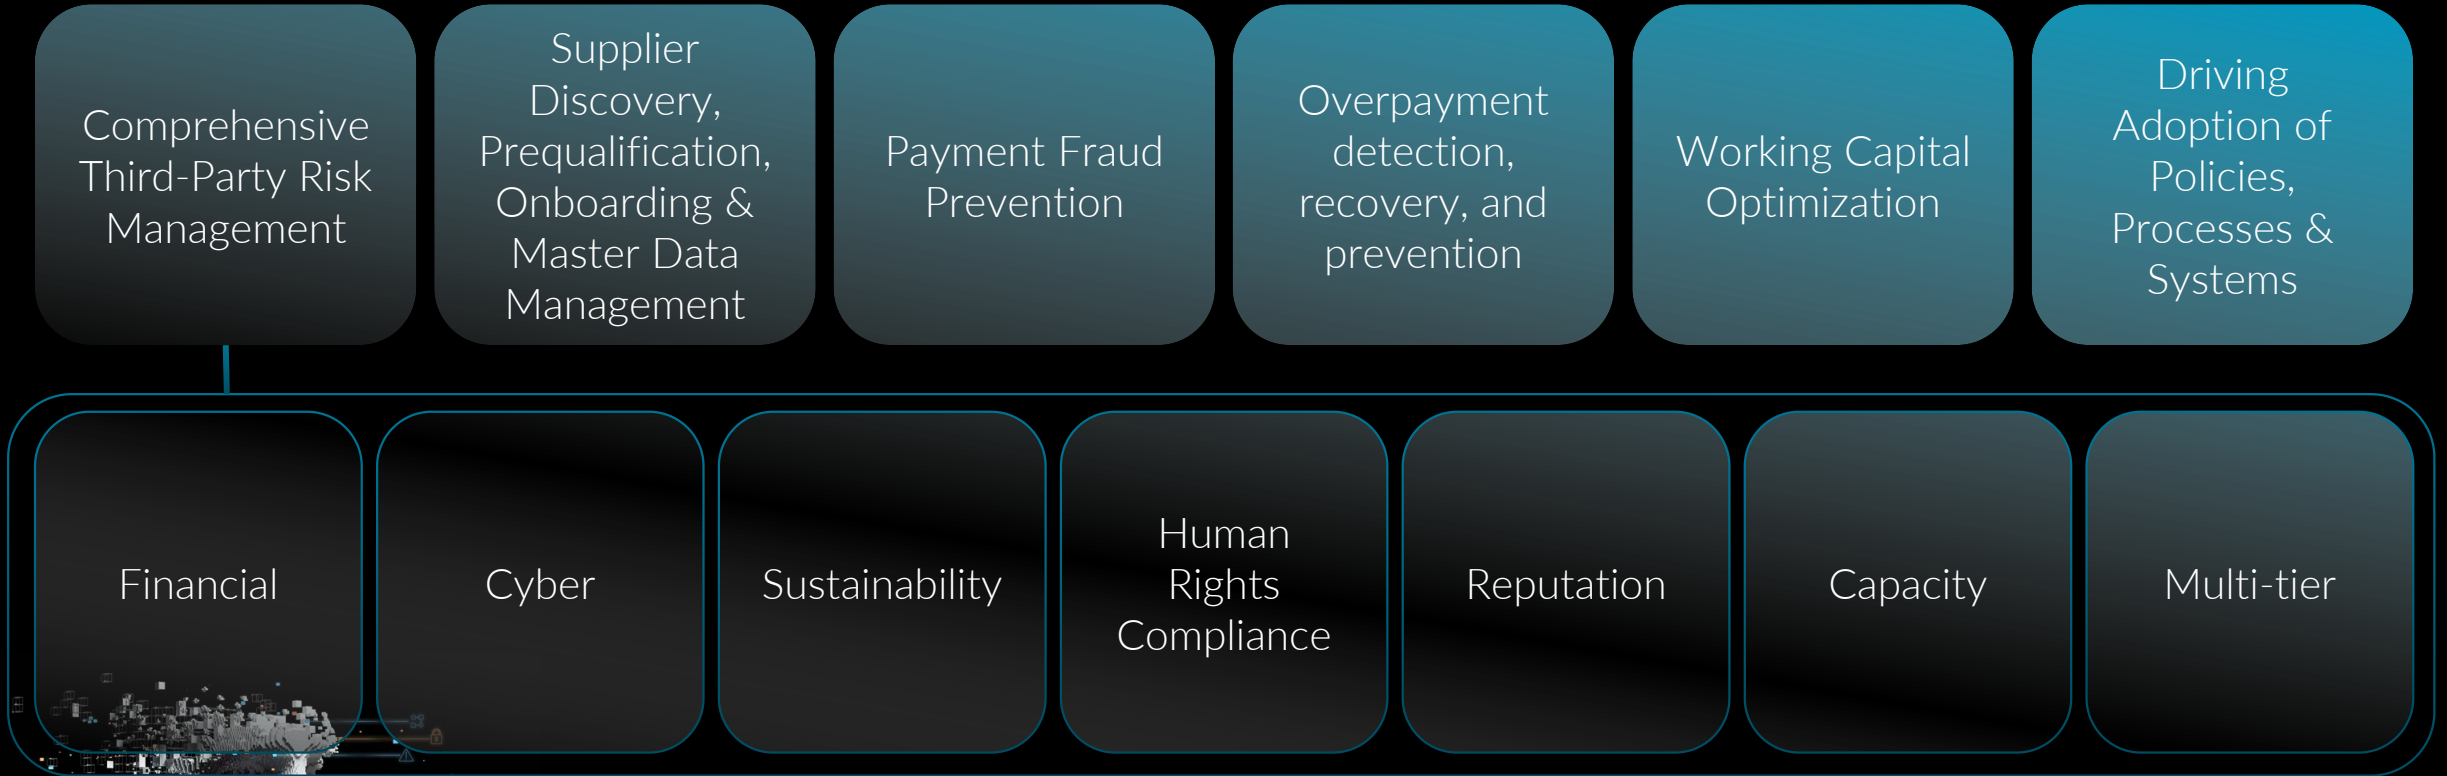 Comprehensive
Third-Party Risk
Management
Supplier
Discovery,
Prequalification,
Onboarding &
Master Data
Management
Payment Fraud
Prevention
Overpayment
detection,
recovery, and
prevention
Working Capital
Optimization
Driving
Adoption of
Policies,
Processes &
Systems
Financial
Cyber
Sustainability
Human
Rights
Compliance
Reputation
Capacity
Multi-tier